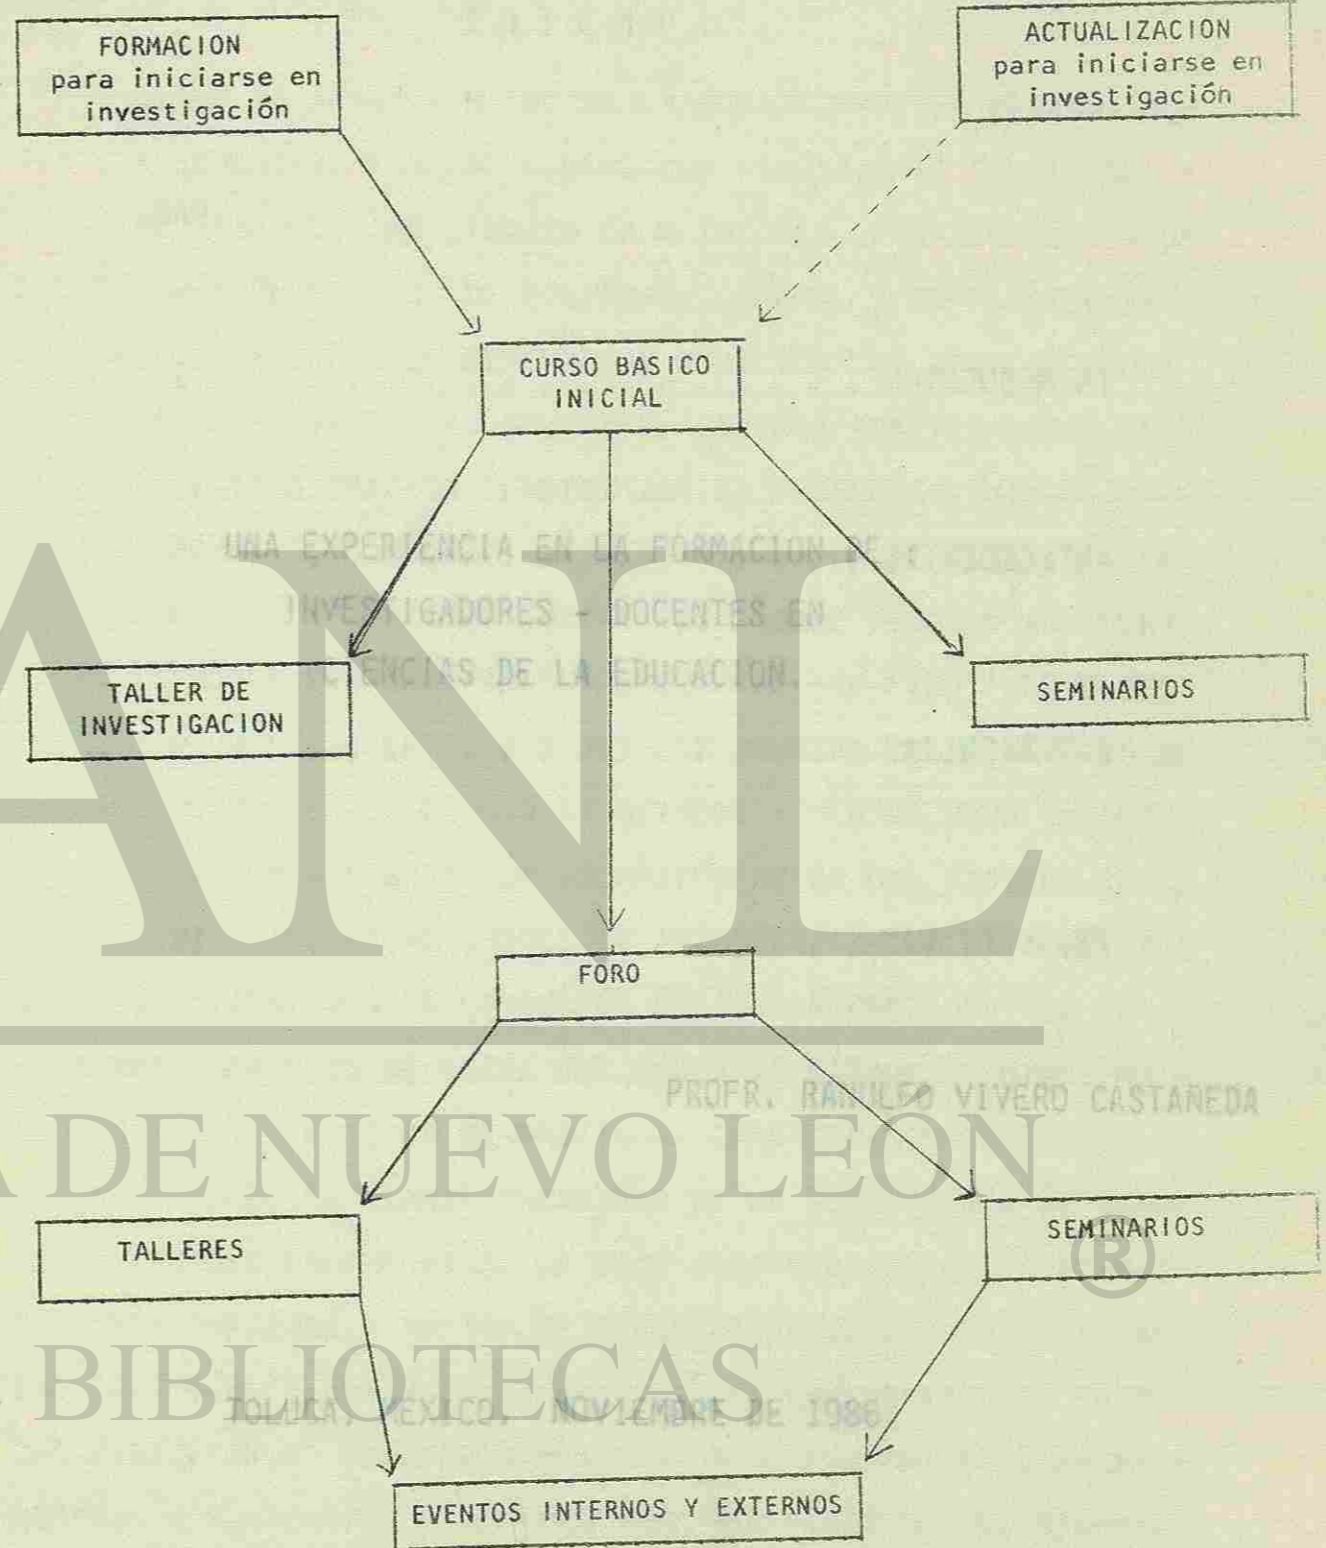 FORMACION
para iniciarse en
investigación
ACTUALIZACION
para iniciarse en
investigación
CURSO BASICO
INICIAL
UNA EXPERIENCIA EN LA FORMACION DE
INVESTIGADORES - DOCENTES EN
CIENCIAS DE LA EDUCACION.
TALLER DE
INVESTIGACION
SEMINARIOS
ANL
FORO
PROFR. VIVERO CASTAÑEDA
A DE NUEVO LEÓN
TALLERES
SEMINARIOS
®
BIBLIOTECAS
TOLUCA, MEXICO. NOVIEMBRE DE 1986
EVENTOS INTERNOS Y EXTERNOS